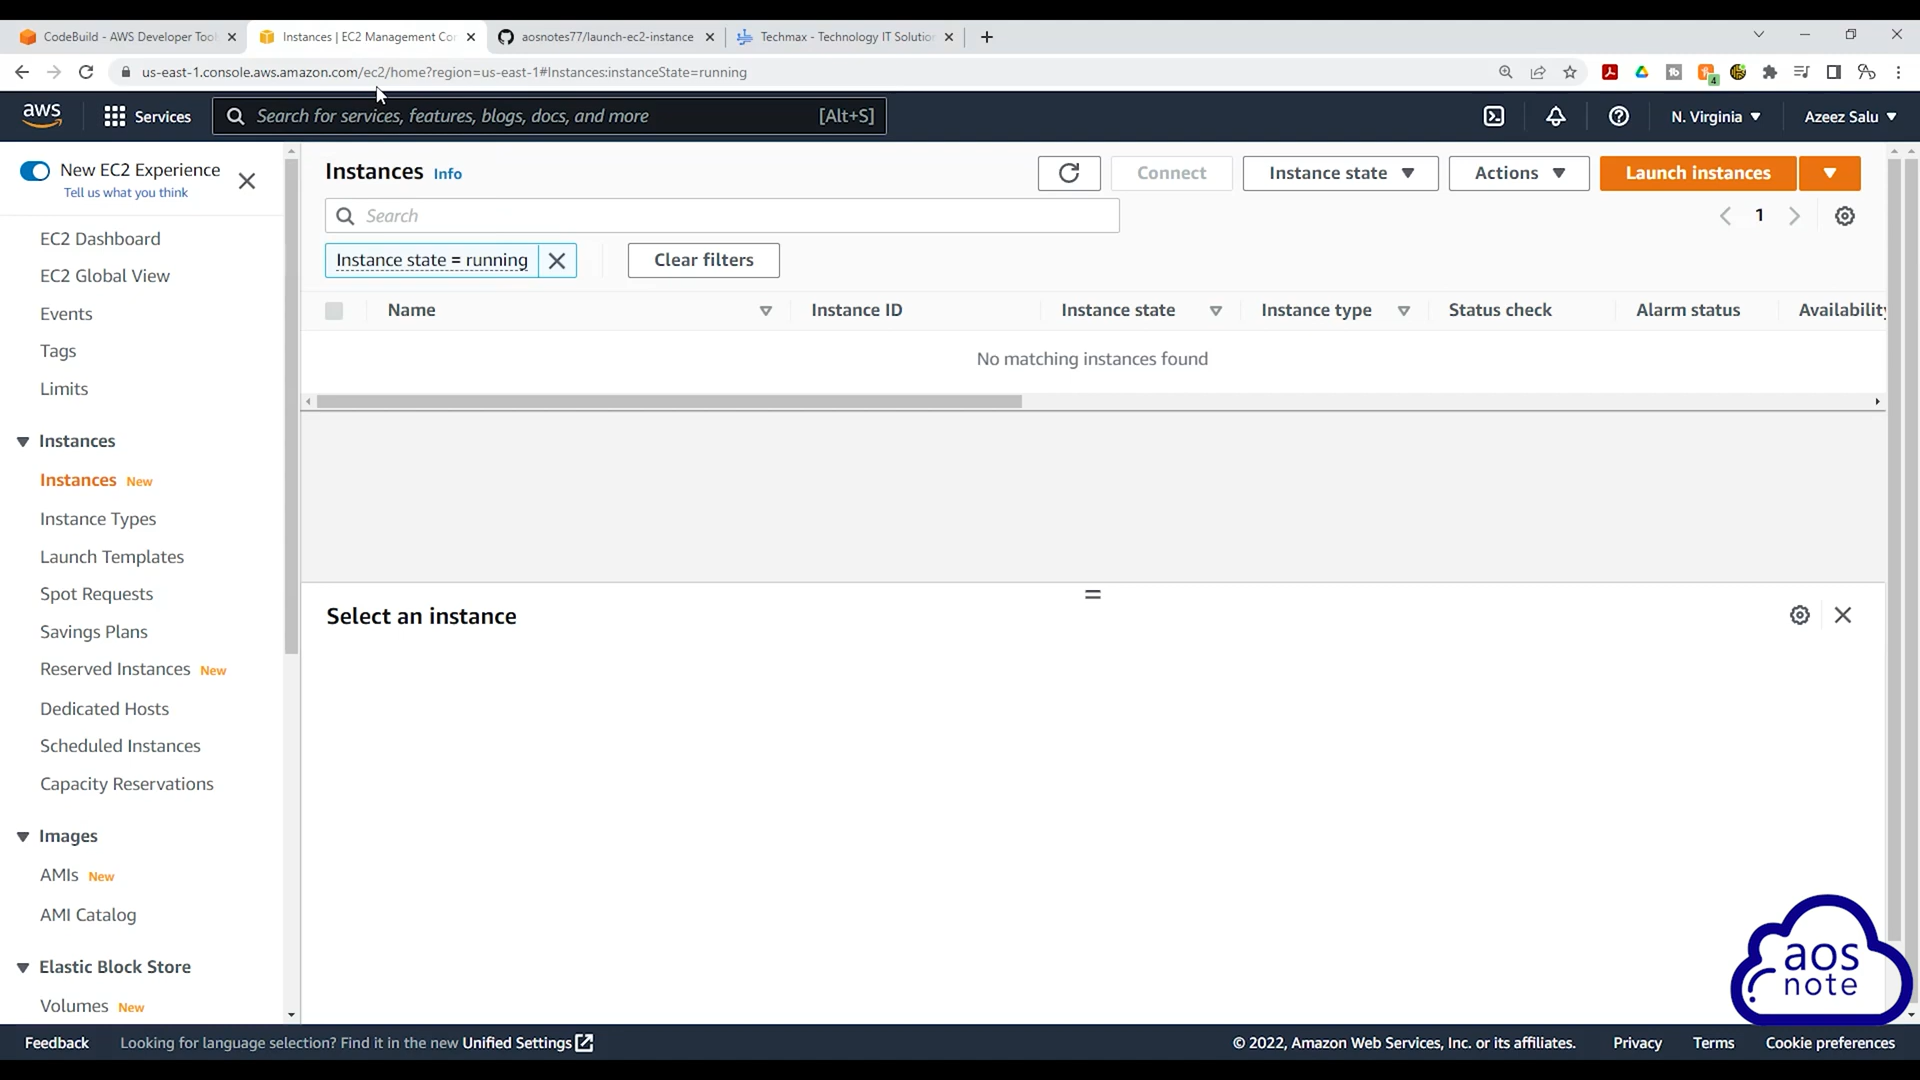 CodeBuild - AWS Developer Tool
Instances | EC2 Management Con
aosnotes77/launch-ec2-instance
Techmax - Technology IT Solution
us-east-1.console.aws.amazon.com/ec2/home?region=us-east-1#Instances:instanceState=running
4
aws
Services
Search for services, features, blogs, docs, and more
[Alt+S]
N. Virginia
Azeez Salu
New EC2 Experience
Tell us what you think
EC2 Dashboard
EC2 Global View
Events
Tags
Limits
Instances
Instances New
Instance Types
Launch Templates
Spot Requests
Savings Plans
Reserved Instances New
Dedicated Hosts
Scheduled Instances
Capacity Reservations
Images
AMIs New
AMI Catalog
Elastic Block Store
Volumes New
Instances Info
Connect
Instance state
Actions
Launch instances
Search
1
Instance state = running
Clear filters
Name
Instance ID
Instance state
Instance type
Status check
Alarm status
Availability
No matching instances found
Select an instance
aos
note
Feedback
Looking for language selection? Find it in the new Unified Settings
© 2022, Amazon Web Services, Inc. or its affiliates.
Privacy
Terms
Cookie preferences